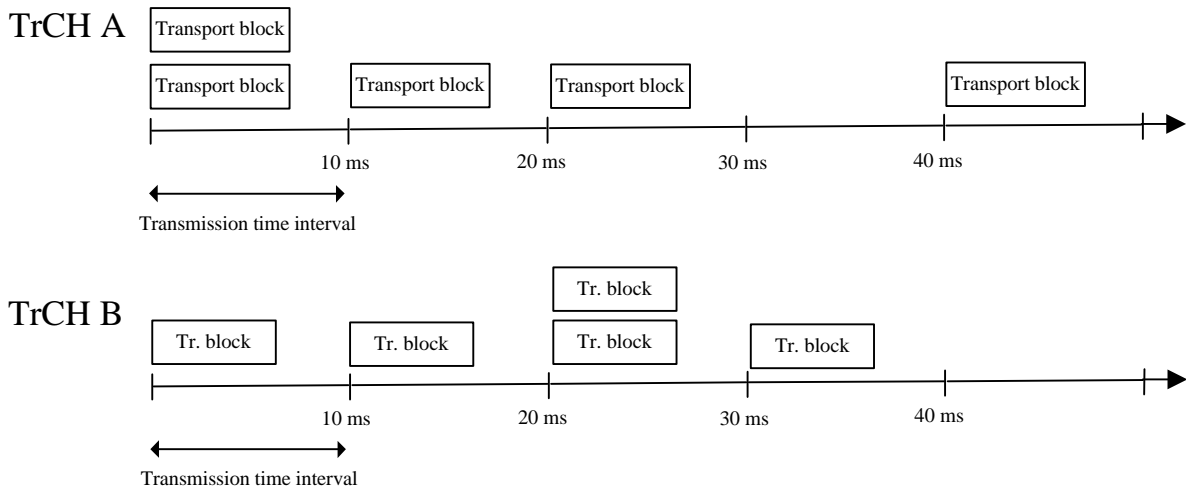 TrCH A
Transport block
Transport block
Transport block
Transport block
Transport block
10 ms
20 ms
30 ms
40 ms
Transmission time interval
TrCH B
Tr. block
Tr. block
Tr. block
Tr. block
Tr. block
10 ms
20 ms
30 ms
40 ms
Transmission time interval